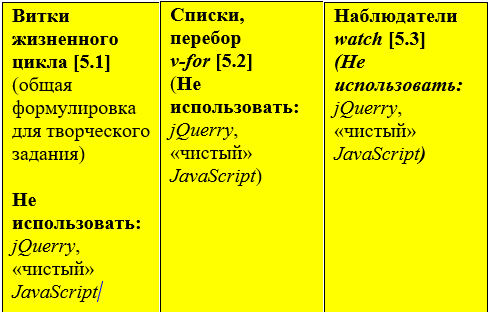 Витки
жизненного
цикла [5.1]
(общая
формулировка
для творческого
задания)
Не
использовать:
jQuerry,
«чистый»
JavaScript
Списки,
перебор
v-for [5.2]
(Не
использовать:
jQuerry,
«чистый»
JavaScript)
Наблюдатели
watch [5.3]
(Не
использовать:
jQuerry,
«чистый»
JavaScript)